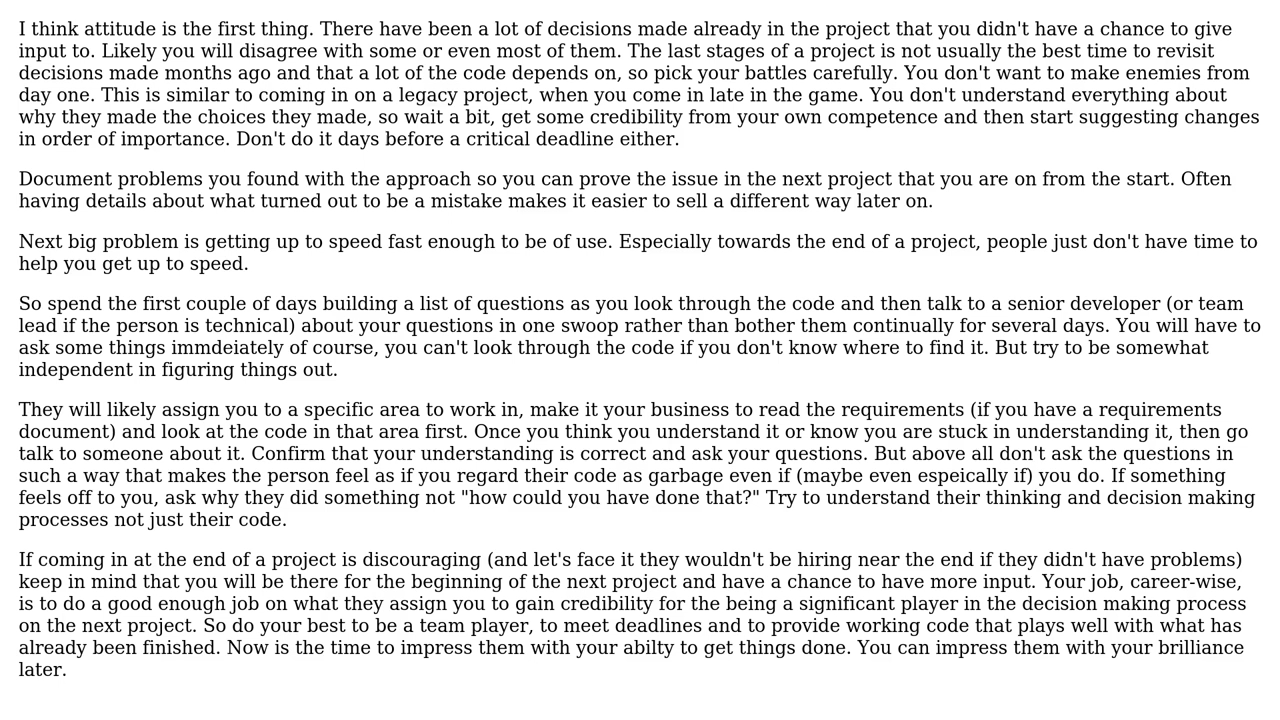 I think attitude is the first thing. There have been a lot of decisions made already in the project that you didn't have a chance to give
input to. Likely you will disagree with some or even most of them. The last stages of a project is not usually the best time to revisit
decisions made months ago and that a lot of the code depends on, so pick your battles carefully. You don't want to make enemies from
day one. This is similar to coming in on a legacy project, when you come in late in the game. You don't understand everything about
why they made the choices they made, so wait a bit, get some credibility from your own competence and then start suggesting changes
in order of importance. Don't do it days before a critical deadline either.
Document problems you found with the approach so you can prove the issue in the next project that you are on from the start. Often
having details about what turned out to be a mistake makes it easier to sell a different way later on.
Next big problem is getting up to speed fast enough to be of use. Especially towards the end of a project, people just don't have time to
help you get up to speed.
So spend the first couple of days building a list of questions as you look through the code and then talk to a senior developer (or team
lead if the person is technical) about your questions in one swoop rather than bother them continually for several days. You will have to
ask some things immdeiately of course, you can't look through the code if you don't know where to find it. But try to be somewhat
independent in figuring things out.
They will likely assign you to a specific area to work in, make it your business to read the requirements (if you have a requirements
document) and look at the code in that area first. Once you think you understand it or know you are stuck in understanding it, then go
talk to someone about it. Confirm that your understanding is correct and ask your questions. But above all don't ask the questions in
such a way that makes the person feel as if you regard their code as garbage even if (maybe even espeically if) you do. If something
feels off to you, ask why they did something not "how could you have done that?" Try to understand their thinking and decision making
processes not just their code.
If coming in at the end of a project is discouraging (and let's face it they wouldn't be hiring near the end if they didn't have problems)
keep in mind that you will be there for the beginning of the next project and have a chance to have more input. Your job, career-wise,
is to do a good enough job on what they assign you to gain credibility for the being a significant player in the decision making process
on the next project. So do your best to be a team player, to meet deadlines and to provide working code that plays well with what has
already been finished. Now is the time to impress them with your abilty to get things done. You can impress them with your brilliance
later.